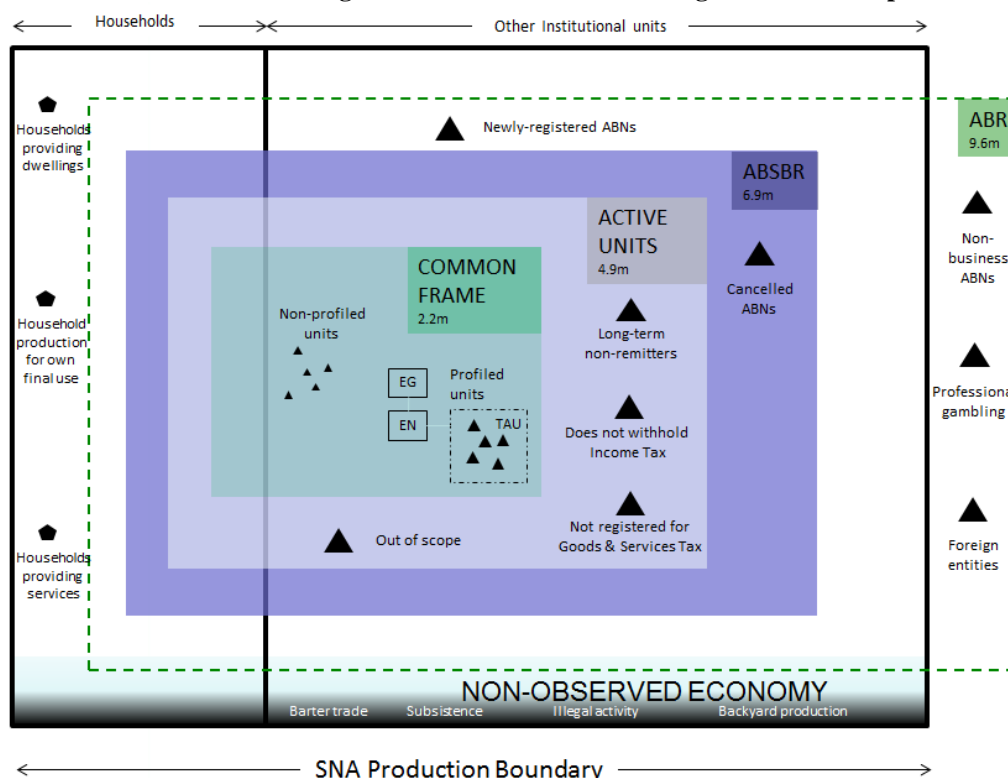 Households
Other Institutional units
Households
providing
dwellings
Newly-registered ABNs
ABR
9.6m
ABSBR
6.9m
ACTIVE
UNITS
4.9m
COMMON
FRAME
2.2m
Non-
business
ABNs
Cancelled
ABNs
Non-profiled
units
Long-term
non-remitters
Household
production
for own
final use
EG
Profiled
units
EN
TAU
Professional
gambling
Does not withhold
Income Tax
Not registered for
Goods & Services Tax
Out of scope
Households
providing
services
Foreign
entities
NON-OBSERVED ECONOMY
Barter trade
Subsistence
Illegal activity
Backyard production
SNA Production Boundary